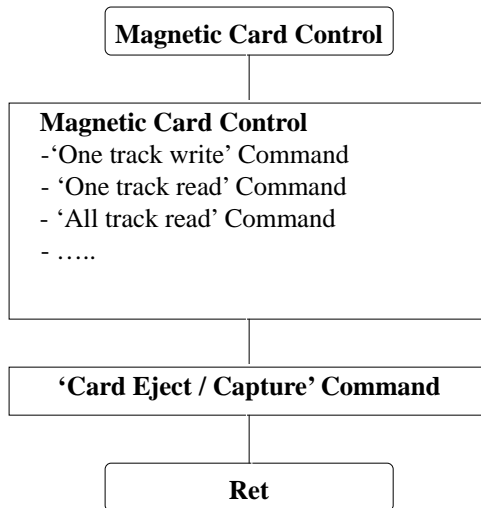 Magnetic Card Control
Magnetic Card Control
-‘One track write’ Command
- ‘One track read’ Command
- ‘All track read’ Command
- …..
‘Card Eject / Capture’ Command
Ret